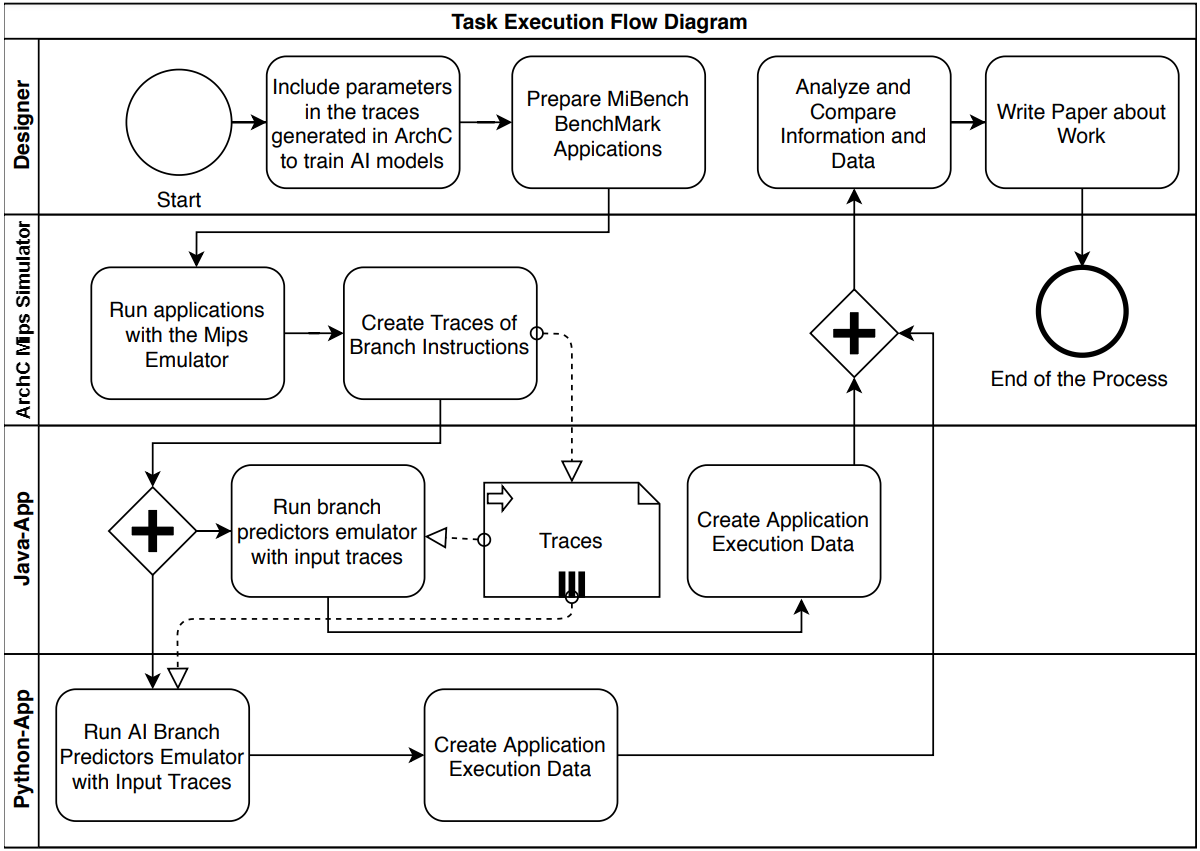 Task Execution Flow Diagram
Designer
Start
Include parameters
in the traces
generated in ArchC
to train AI models
Prepare MiBench
BenchMark
Appications
Analyze and
Compare
Information and
Data
Write Paper about
Work
ArchC Mips Simulator
Run applications
with the Mips
Emulator
Create Traces of
Branch Instructions
End of the Process
Java-App
Run branch
predictors emulator
with input traces
Traces
Create Application
Execution Data
Python-App
Run AI Branch
Predictors Emulator
with Input Traces
Create Application
Execution Data